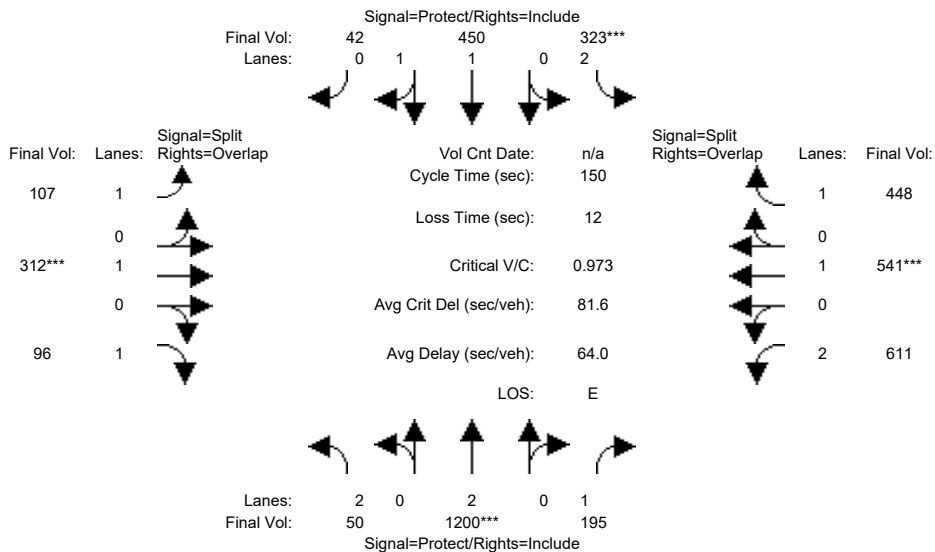 Signal=Protect/Rights=Include
Final Vol: 42 450 323***
Lanes: 0 1 1 0 2
Signal=Split
Final Vol: Lanes: Rights=Overlap
Vol Cnt Date: n/a
Signal=Split
Rights=Overlap Lanes: Final Vol:
Cycle Time (sec): 150
107 1
1 448
Loss Time (sec): 12
0
0
312*** 1
Critical V/C: 0.973
1 541***
0
Avg Crit Del (sec/veh): 81.6
0
96 1
Avg Delay (sec/veh): 64.0
2 611
LOS: E
Lanes: 2 0 2 0 1
Final Vol: 50 1200*** 195
Signal=Protect/Rights=Include